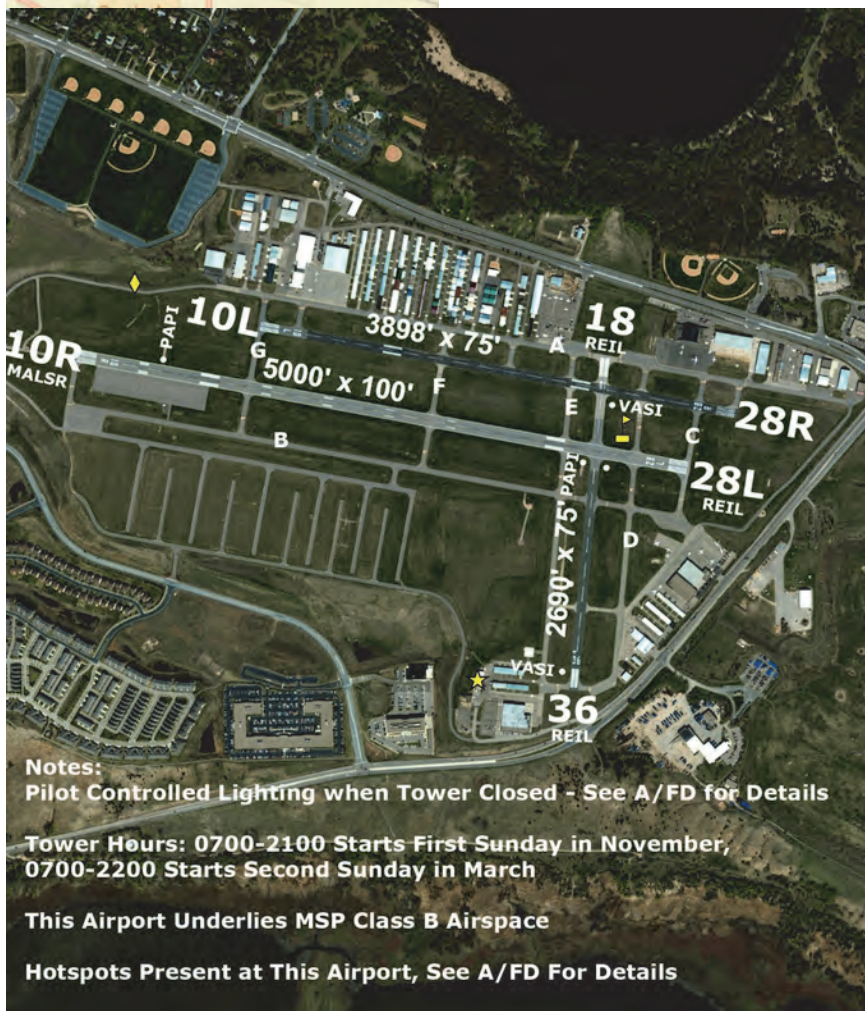 18
REIL
10L
3898' x 75'
A
PAPI
10R
MALSR
G
5000' x 100'
F
E
VASI
28R
C
B
PAPI
28L
REIL
2690' x 75'
D
VASI
36
REIL
Notes:
Pilot Controlled Lighting when Tower Closed - See A/FD for Details
Tower Hours: 0700-2100 Starts First Sunday in November,
0700-2200 Starts Second Sunday in March
This Airport Underlies MSP Class B Airspace
Hotspots Present at This Airport, See A/FD For Details